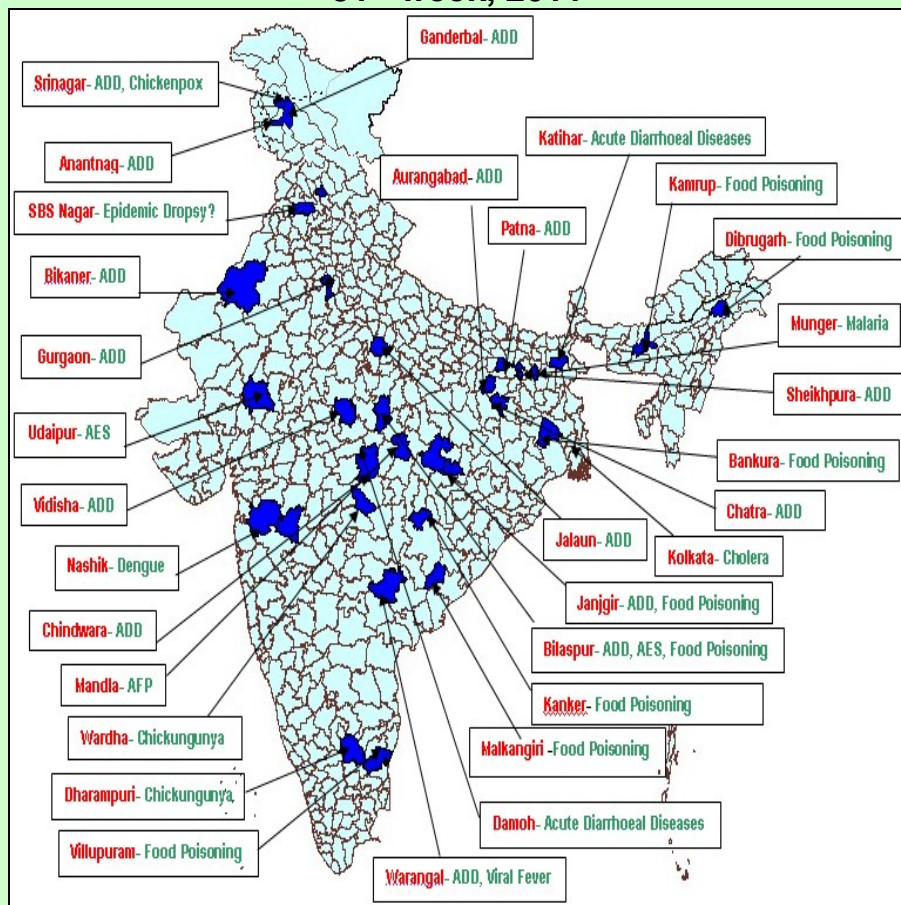 week,
Ganderbal- ADD
Srinagar- ADD, Chickenpox
Katihar- Acute Diarrhoeal Diseases
Anantnag- ADD
Aurangabad- ADD
Kamrup- Food Poisoning
SBS Nagar- Epidemic Dropsy?
Patna- ADD
Dibrugarh- Food Poisoning
Bikaner- ADD
Munger- Malaria
Gurgaon- ADD
Sheikhpura- ADD
Udaipur- AES
Bankura- Food Poisoning
Vidisha- ADD
Chatra- ADD
Jalaun- ADD
Kolkata- Cholera
Nashik- Dengue
Janjgir- ADD, Food Poisoning
Chindwara- ADD
Bilaspur- ADD, AES, Food Poisoning
Mandla- AFP
Kanker- Food Poisoning
Wardha- Chickungunya
Malkangiri -Food Poisoning
Dharampuri- Chickungunya
Damoh- Acute Diarrhoeal Diseases
Villupuram- Food Poisoning
Warangal- ADD, Viral Fever